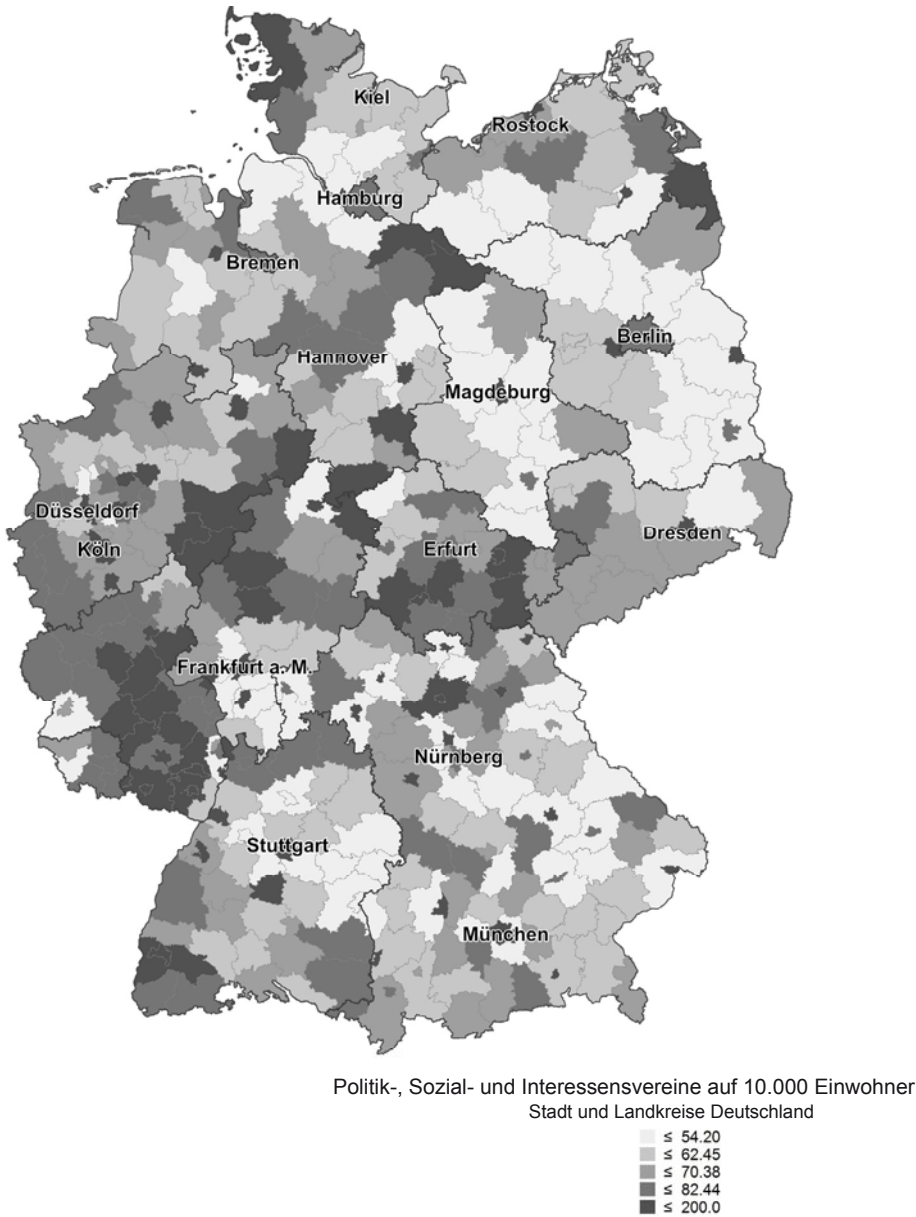 Kiel
Rostock
Hamburg
Bremen
Berlin
Hannover
Magdeburg
Düsseldorf
Köln
Erfurt
Dresden
Frankfurt a. M.
Nürnberg
Stuttgart
München
Politik-, Sozial- und Interessensvereine auf 10.000 Einwohner
Stadt und Landkreise Deutschland
≤ 54.20
≤ 62.45
≤ 70.38
≤ 82.44
≤ 200.0